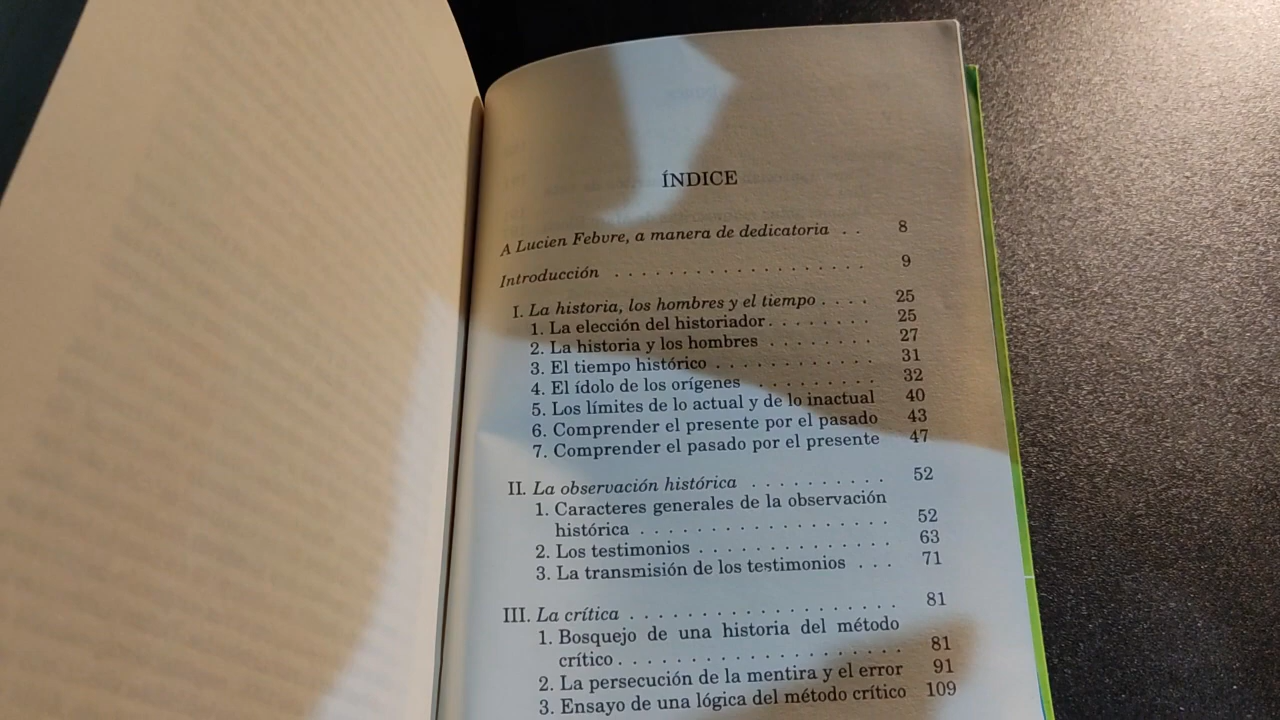 ÍNDICE
A Lucien Febvre, a manera de dedicatoria . . 8
Introducción . . . . . . . . . . . . . . . . . . . 9
I. La historia, los hombres y el tiempo . . . . 25
1. La elección del historiador . . . . . . . . 25
2. La historia y los hombres . . . . . . . . 27
3. El tiempo histórico . . . . . . . . . . . . 31
4. El ídolo de los orígenes . . . . . . . . . 32
5. Los límites de lo actual y de lo inactual 40
6. Comprender el presente por el pasado 43
7. Comprender el pasado por el presente 47
II. La observación histórica . . . . . . . . . . 52
1. Caracteres generales de la observación
histórica . . . . . . . . . . . . . . . . . . 52
2. Los testimonios . . . . . . . . . . . . . . 63
3. La transmisión de los testimonios . . . 71
III. La crítica . . . . . . . . . . . . . . . . . . . 81
1. Bosquejo de una historia del método
crítico . . . . . . . . . . . . . . . . . . . 81
2. La persecución de la mentira y el error 91
3. Ensayo de una lógica del método crítico 109